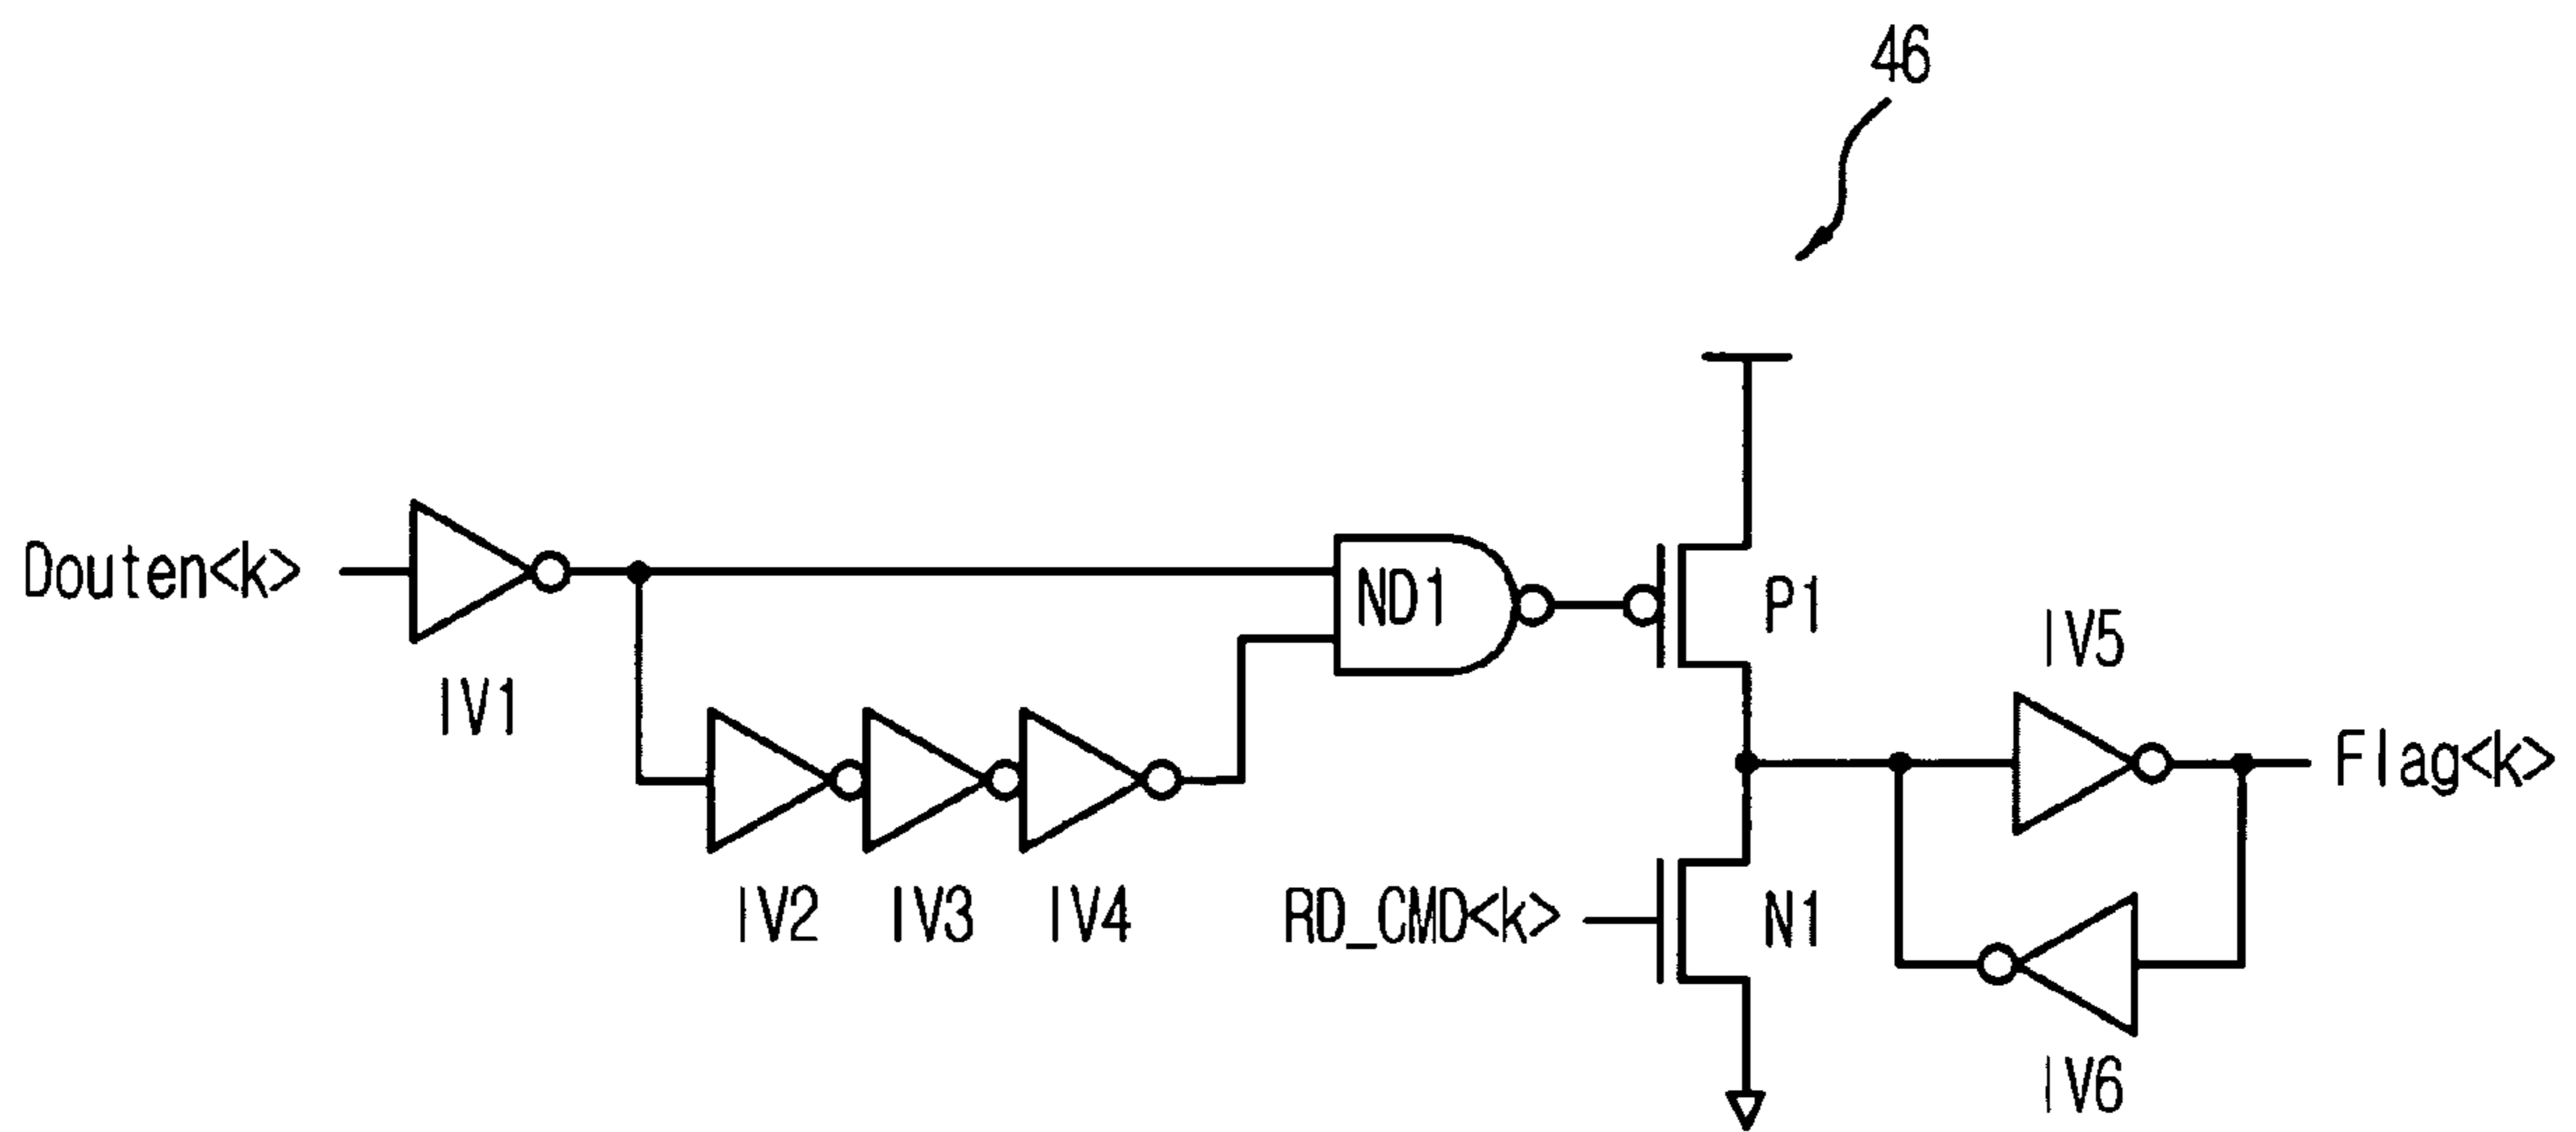 46
Douten<k>
IV1
IV2
IV3
IV4
ND1
P1
RD_CMD<k>
N1
IV5
Flag<k>
IV6